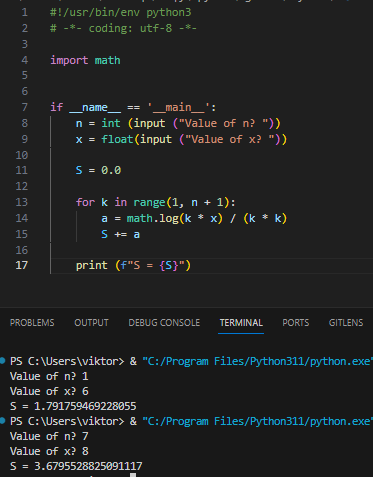 1 #!/usr/bin/env python3
2 # -*- coding: utf-8 -*-
3
4 import math
5
6
7 if __name__ == '__main__':
8 n = int (input ("Value of n? "))
9 x = float(input ("Value of x? "))
10
11 S = 0.0
12
13 for k in range(1, n + 1):
14 a = math.log(k * x) / (k * k)
15 S += a
16
17 print (f"S = {S}")
PROBLEMS OUTPUT DEBUG CONSOLE TERMINAL PORTS GITLENS
PS C:\Users\viktor> & "C:/Program Files/Python311/python.exe"
Value of n? 1
Value of x? 6
S = 1.791759469228055
PS C:\Users\viktor> & "C:/Program Files/Python311/python.exe"
Value of n? 7
Value of x? 8
S = 3.6795528825091117